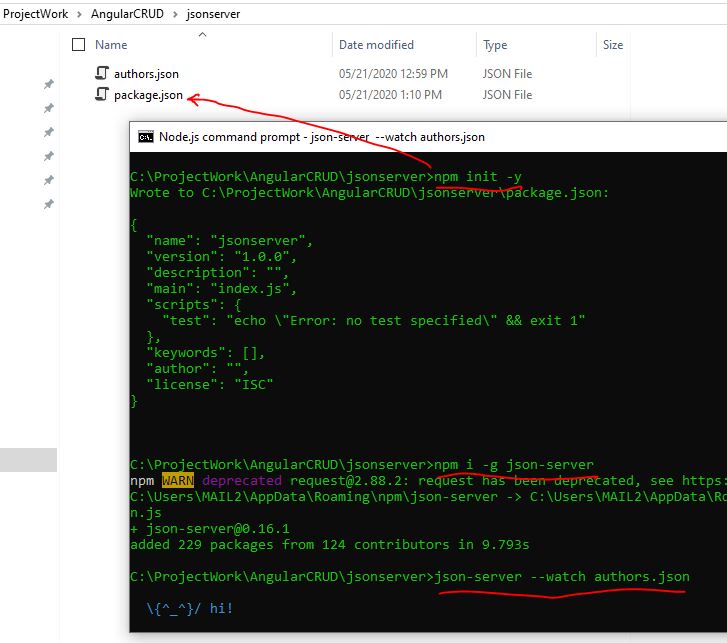 ProjectWork > AngularCRUD > jsonserver
Name Date modified Type Size
authors.json 05/21/2020 12:59 PM JSON File
package.json 05/21/2020 1:10 PM JSON File
Node.js command prompt - json-server --watch authors.json
C:\ProjectWork\AngularCRUD\jsonserver>npm init -y
Wrote to C:\ProjectWork\AngularCRUD\jsonserver\package.json:
{
"name": "jsonserver",
"version": "1.0.0",
"description": "",
"main": "index.js",
"scripts": {
"test": "echo \"Error: no test specified\" && exit 1"
},
"keywords": [],
"author": "",
"license": "ISC"
}
C:\ProjectWork\AngularCRUD\jsonserver>npm i -g json-server
npm WARN deprecated request@2.88.2: request has been deprecated, see https:
C:\Users\MAIL2\AppData\Roaming\npm\json-server -> C:\Users\MAIL2\AppData\Ro
n.js
+ json-server@0.16.1
added 229 packages from 124 contributors in 9.793s
C:\ProjectWork\AngularCRUD\jsonserver>json-server --watch authors.json
\{^_^}/ hi!